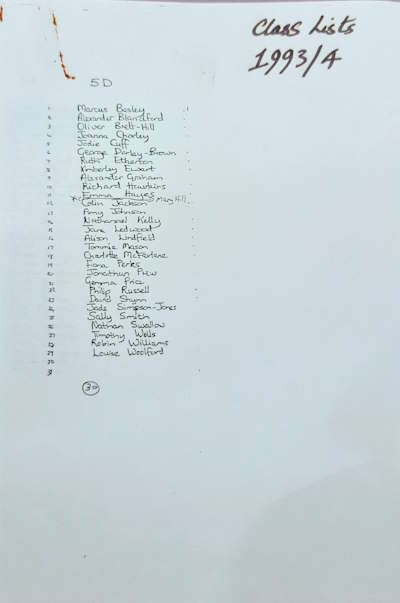 Class Lists
1993/4
5D
1 Marcus Bosley
2 Alexander Blandford
3 Oliver Brett-Hill
4 Joanna Chorley
5 Jodie Cuff
6 George Darley-Brown
7 Ruth Etherton
8 Kimberley Ewart
9 Alexander Graham
10 Richard Hawkins
11 Emma Hayes
12 Colin Jackson Mary Hill
13 Amy Johnson
14 Nathanael Kelly
15 Jane Ledwood
16 Alison Lindfield
17 Tommie Mason
18 Charlotte McFarlane
19 Fiona Perks
20 Jonathan Prew
21 Gemma Price
22 Philip Russell
23 David Shynn
24 Jade Simpson-Jones
25 Sally Smith
26 Nathan Swallow
27 Timothy Wells
28 Robin Williams
29 Louise Woolford
30
31
30